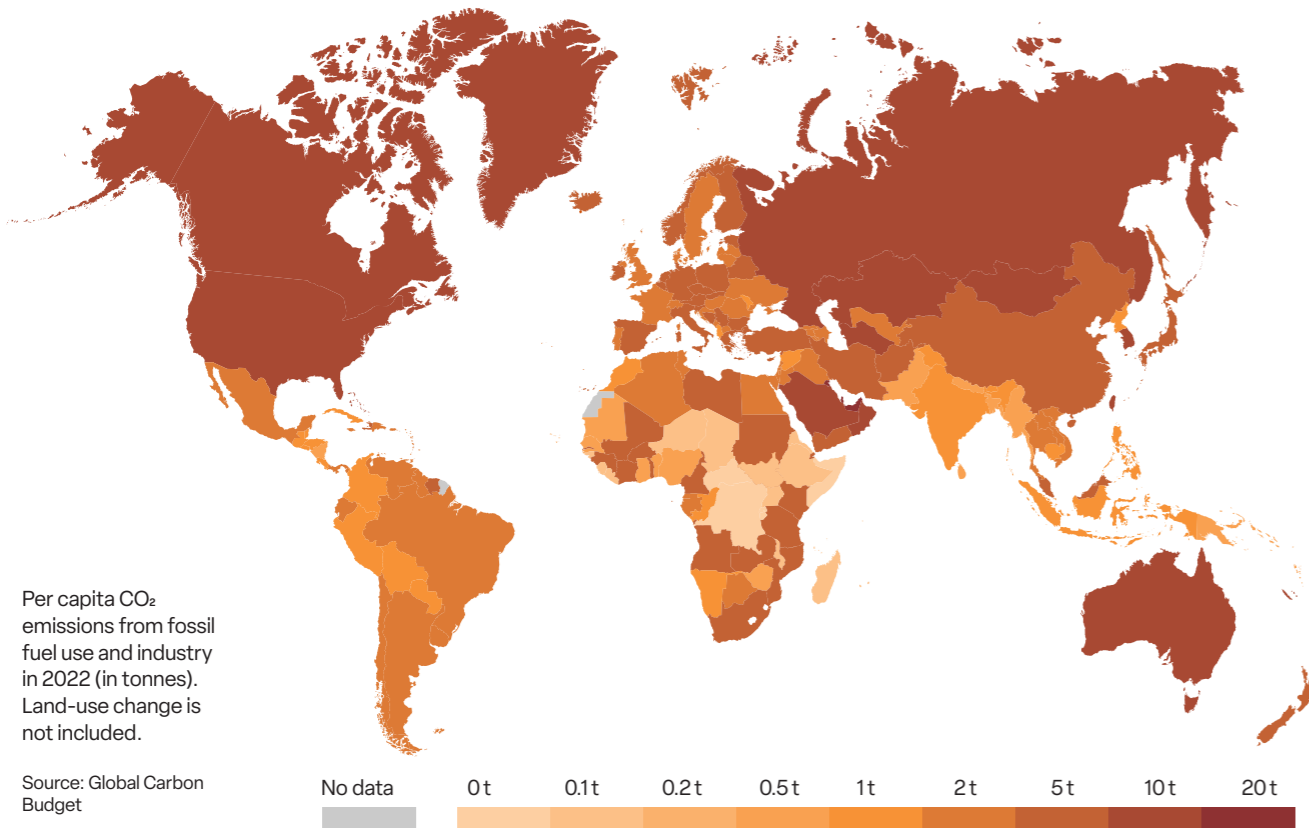 Per capita CO₂
emissions from fossil
fuel use and industry
in 2022 (in tonnes).
Land-use change is
not included.
Source: Global Carbon
Budget
No data 0 t 0.1 t 0.2 t 0.5 t 1 t 2 t 5 t 10 t 20 t